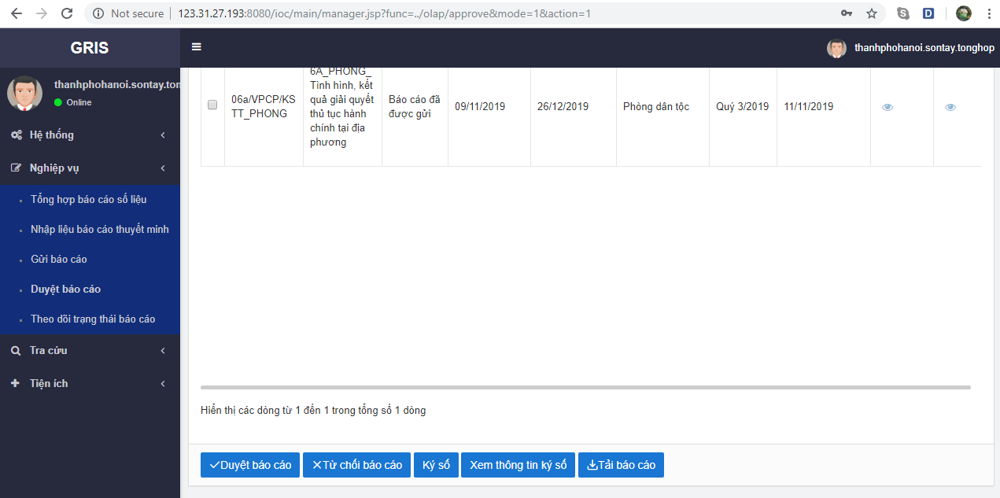 Not secure | 123.31.27.193:8080/ioc/main/manager.jsp?func=../olap/approve&mode=1&action=1
GRIS
thanhphohanoi.sontay.tonghop
thanhphohanoi.sontay.ton
Online
Hệ thống
Nghiệp vụ
Tổng hợp báo cáo số liệu
Nhập liệu báo cáo thuyết minh
Gửi báo cáo
Duyệt báo cáo
Theo dõi trạng thái báo cáo
Tra cứu
Tiện ích
06a/VPCP/KS
TT_PHONG
6A_PHONG_
Tình hình, kết
quả giải quyết
thủ tục hành
chính tại địa
phương
Báo cáo đã
được gửi
09/11/2019
26/12/2019
Phòng dân tộc
Quý 3/2019
11/11/2019
Hiển thị các dòng từ 1 đến 1 trong tổng số 1 dòng
Duyệt báo cáo
Từ chối báo cáo
Ký số
Xem thông tin ký số
Tải báo cáo